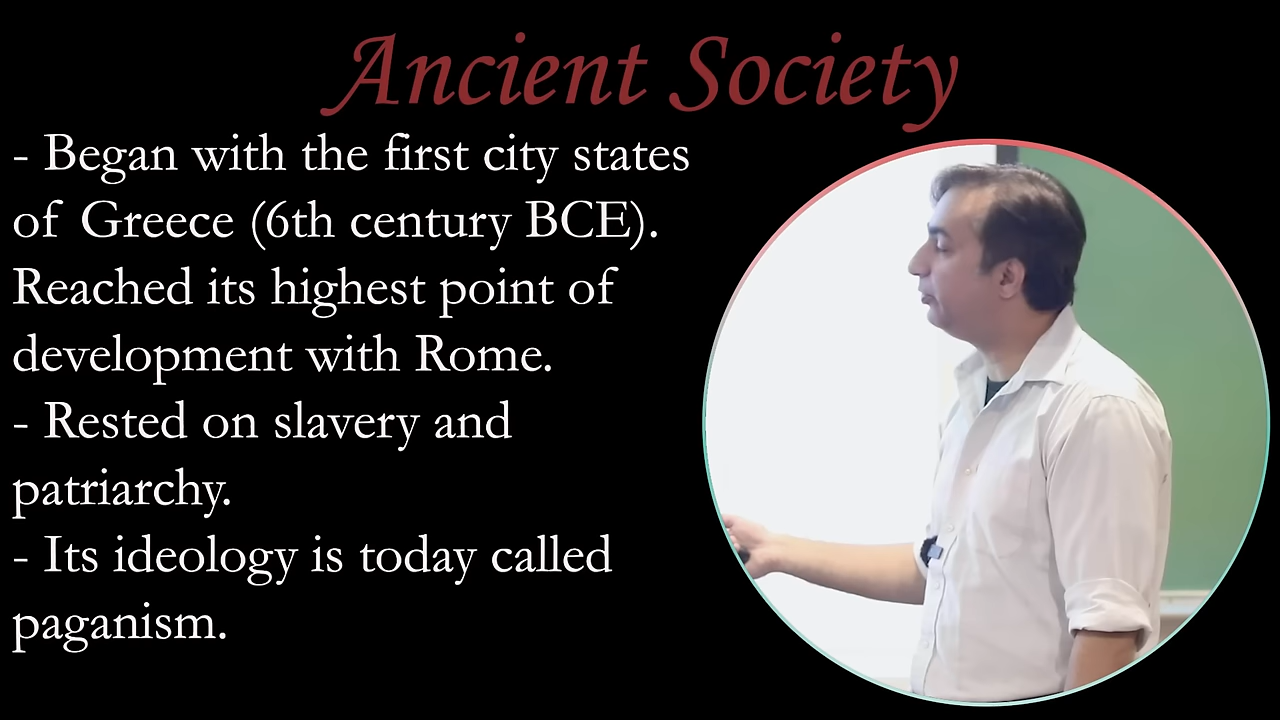 Ancient Society
- Began with the first city states
of Greece (6th century BCE).
Reached its highest point of
development with Rome.
- Rested on slavery and
patriarchy.
- Its ideology is today called
paganism.